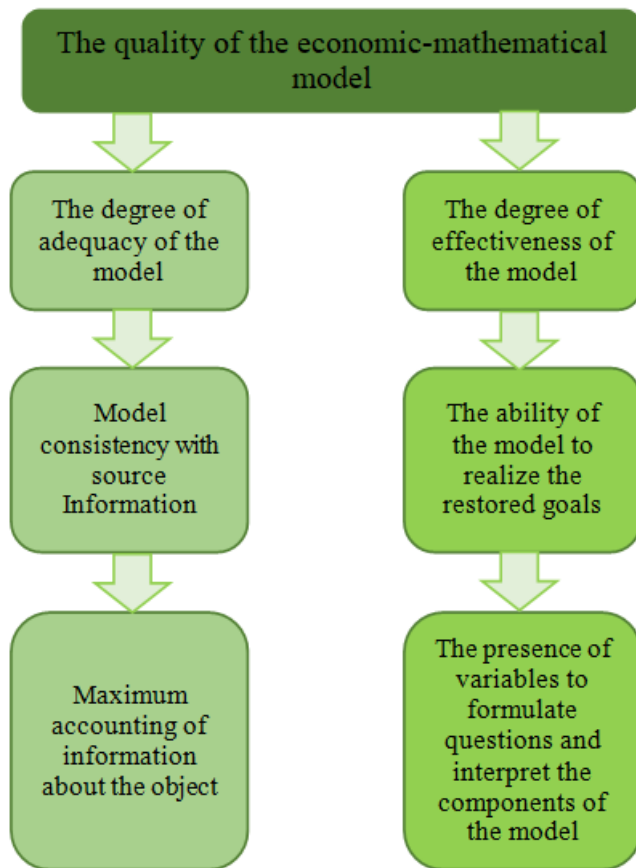 The quality of the economic-mathematical
model
The degree of
adequacy of the
model
Model
consistency with
source
Information
Maximum
accounting of
information
about the object
The degree of
effectiveness of
the model
The ability of
the model to
realize the
restored goals
The presence of
variables to
formulate
questions and
interpret the
components of
the model